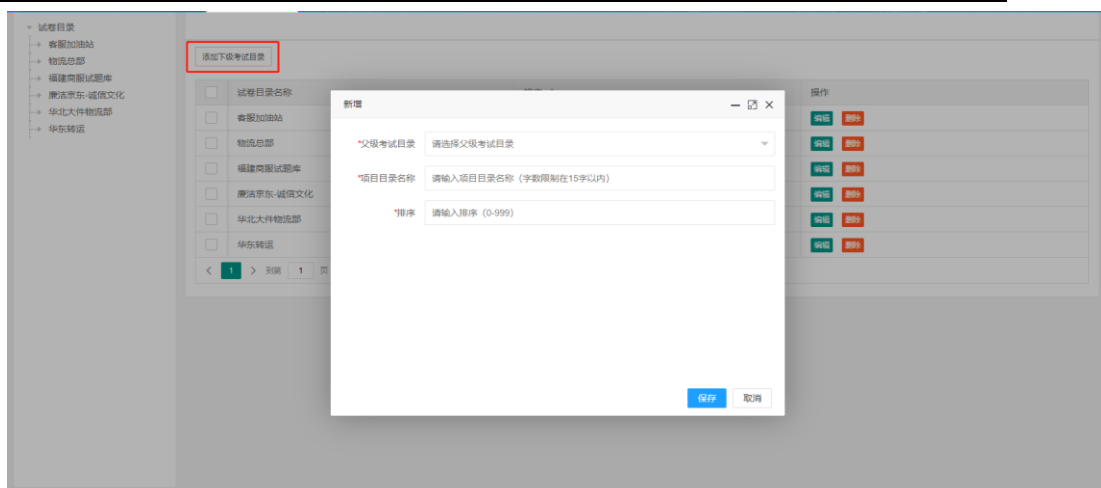 试卷目录
客服加油站
物流总部
福建商服试题库
廉洁京东-诚信文化
华北大件物流部
华东转运
添加下级考试目录
试卷目录名称
操作
客服加油站
编辑 删除
物流总部
编辑 删除
福建商服试题库
编辑 删除
廉洁京东-诚信文化
编辑 删除
华北大件物流部
编辑 删除
华东转运
编辑 删除
1 到第 1 页
新增
*父级考试目录 请选择父级考试目录
*项目目录名称 请输入项目目录名称（字数限制在15字以内）
*排序 请输入排序（0-999）
保存 取消